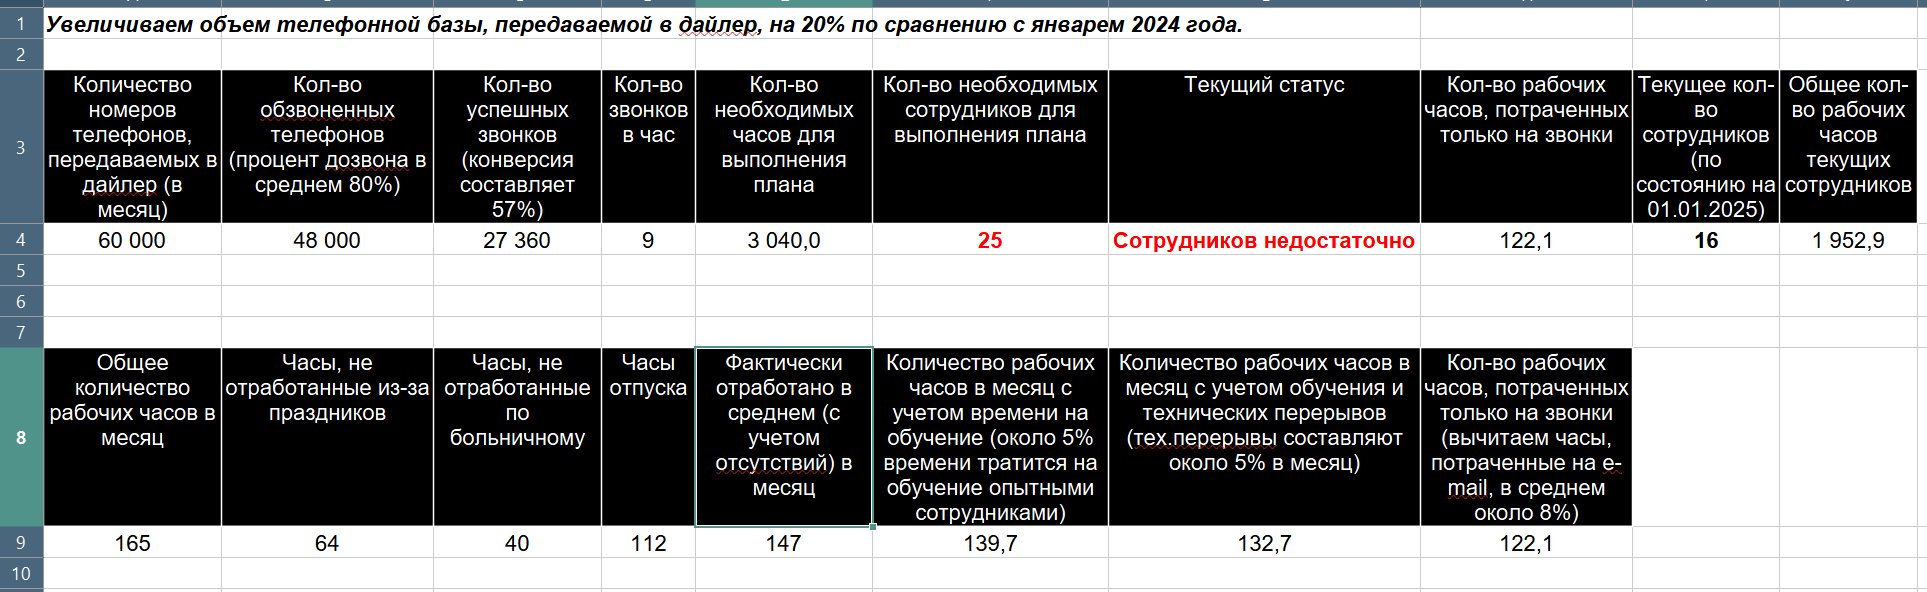 1
Увеличиваем объем телефонной базы, передаваемой в дайлер, на 20% по сравнению с январем 2024 года.
2
3
Количество
номеров
телефонов,
передаваемых в
дайлер (в
месяц)
Кол-во
обзвоненных
телефонов
(процент дозвона в
среднем 80%)
Кол-во
успешных
звонков
(конверсия
составляет
57%)
Кол-во
звонков
в час
Кол-во
необходимых
часов для
выполнения
плана
Кол-во необходимых
сотрудников для
выполнения плана
Текущий статус
Кол-во рабочих
часов, потраченных
только на звонки
Текущее кол-
во
сотрудников
(по
состоянию на
01.01.2025)
Общее кол-
во рабочих
часов
текущих
сотрудников
4
60 000
48 000
27 360
9
3 040,0
25
Сотрудников недостаточно
122,1
16
1 952,9
5
6
7
8
Общее
количество
рабочих часов в
месяц
Часы, не
отработанные из-за
праздников
Часы, не
отработанные
по
больничному
Часы
отпуска
Фактически
отработано в
среднем (с
учетом
отсутствий) в
месяц
Количество рабочих
часов в месяц с
учетом времени на
обучение (около 5%
времени тратится на
обучение опытными
сотрудниками)
Количество рабочих часов в
месяц с учетом обучения и
технических перерывов
(тех.перерывы составляют
около 5% в месяц)
Кол-во рабочих
часов, потраченных
только на звонки
(вычитаем часы,
потраченные на e-
mail, в среднем
около 8%)
9
165
64
40
112
147
139,7
132,7
122,1
10